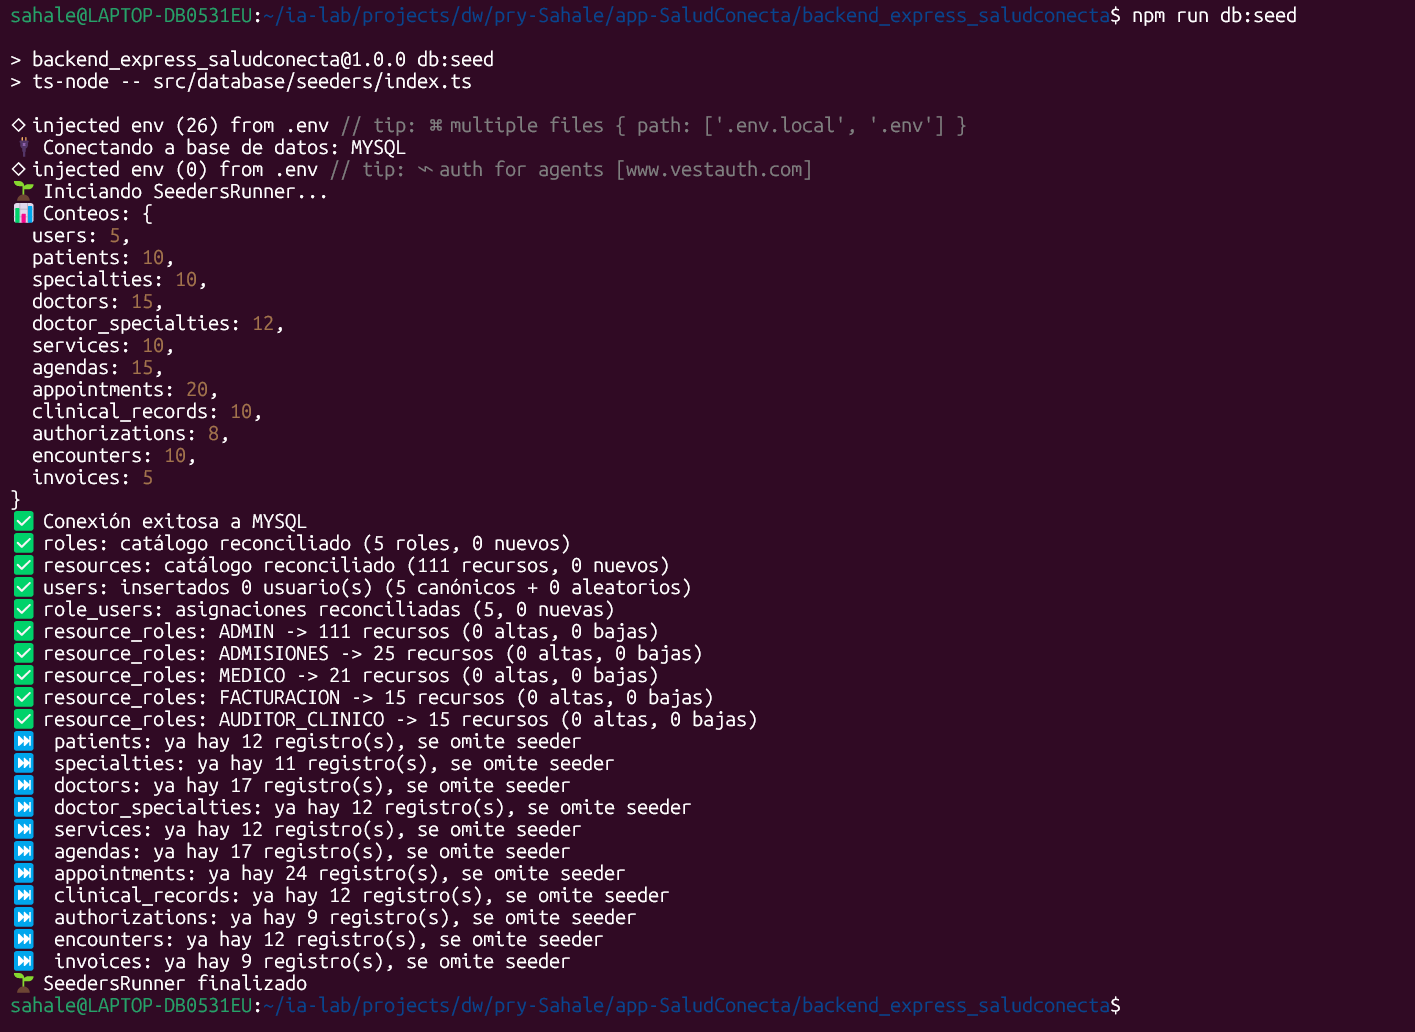 sahale@LAPTOP-DB0531EU:~/ia-lab/projects/dw/pry-Sahale/app-SaludConecta/backend_express_saludconecta$ npm run db:seed
> backend_express_saludconecta@1.0.0 db:seed
> ts-node -- src/database/seeders/index.ts
◇ injected env (26) from .env // tip: ⌘ multiple files { path: ['.env.local', '.env'] }
🔌 Conectando a base de datos: MYSQL
◇ injected env (0) from .env // tip: ⌁ auth for agents [www.vestauth.com]
🌱 Iniciando SeedersRunner...
📊 Conteos: {
  users: 5,
  patients: 10,
  specialties: 10,
  doctors: 15,
  doctor_specialties: 12,
  services: 10,
  agendas: 15,
  appointments: 20,
  clinical_records: 10,
  authorizations: 8,
  encounters: 10,
  invoices: 5
}
✅ Conexión exitosa a MYSQL
✅ roles: catálogo reconciliado (5 roles, 0 nuevos)
✅ resources: catálogo reconciliado (111 recursos, 0 nuevos)
✅ users: insertados 0 usuario(s) (5 canónicos + 0 aleatorios)
✅ role_users: asignaciones reconciliadas (5, 0 nuevas)
✅ resource_roles: ADMIN -> 111 recursos (0 altas, 0 bajas)
✅ resource_roles: ADMISIONES -> 25 recursos (0 altas, 0 bajas)
✅ resource_roles: MEDICO -> 21 recursos (0 altas, 0 bajas)
✅ resource_roles: FACTURACION -> 15 recursos (0 altas, 0 bajas)
✅ resource_roles: AUDITOR_CLINICO -> 15 recursos (0 altas, 0 bajas)
⏭  patients: ya hay 12 registro(s), se omite seeder
⏭  specialties: ya hay 11 registro(s), se omite seeder
⏭  doctors: ya hay 17 registro(s), se omite seeder
⏭  doctor_specialties: ya hay 12 registro(s), se omite seeder
⏭  services: ya hay 12 registro(s), se omite seeder
⏭  agendas: ya hay 17 registro(s), se omite seeder
⏭  appointments: ya hay 24 registro(s), se omite seeder
⏭  clinical_records: ya hay 12 registro(s), se omite seeder
⏭  authorizations: ya hay 9 registro(s), se omite seeder
⏭  encounters: ya hay 12 registro(s), se omite seeder
⏭  invoices: ya hay 9 registro(s), se omite seeder
🌱 SeedersRunner finalizado
sahale@LAPTOP-DB0531EU:~/ia-lab/projects/dw/pry-Sahale/app-SaludConecta/backend_express_saludconecta$